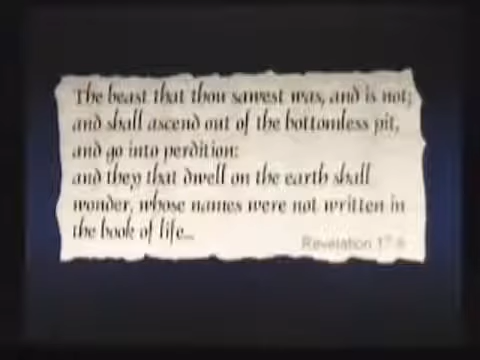 The beast that thou sawest was, and is not;
and shall ascend out of the bottomless pit,
and go into perdition:
and they that dwell on the earth shall
wonder, whose names were not written in
the book of life...
Revelation 17:8